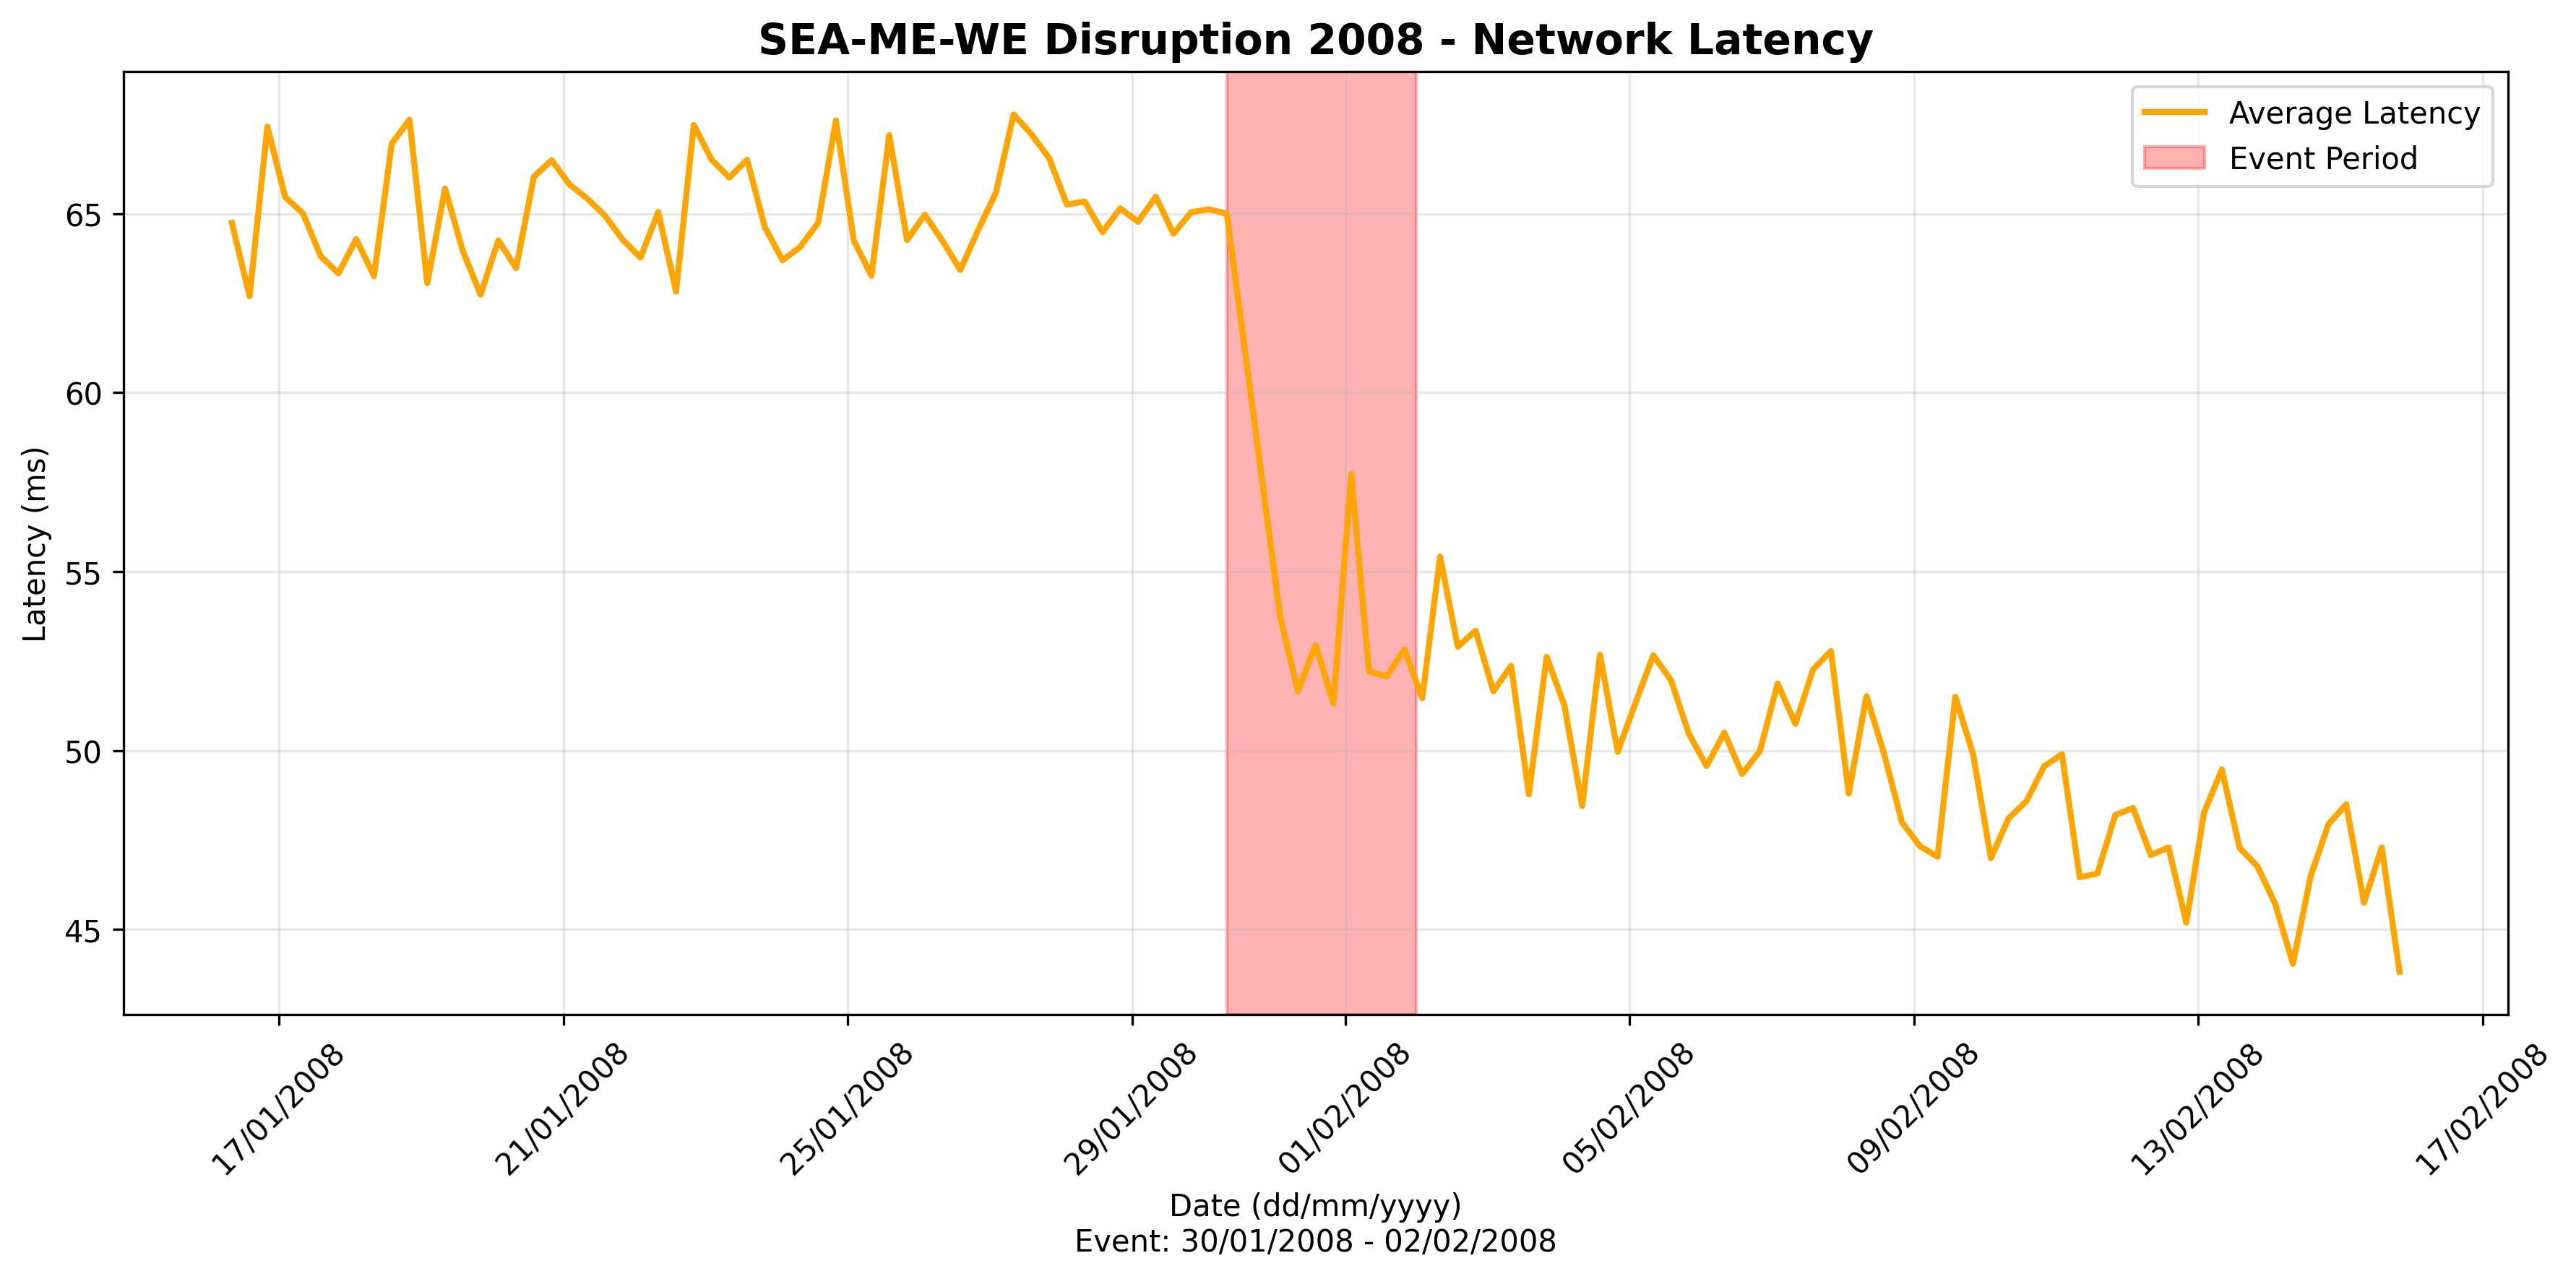 SEA-ME-WE Disruption 2008 - Network Latency
Average Latency
Event Period
Latency (ms)
65
60
55
50
45
17/01/2008
21/01/2008
25/01/2008
29/01/2008
01/02/2008
05/02/2008
09/02/2008
13/02/2008
17/02/2008
Date (dd/mm/yyyy)
Event: 30/01/2008 - 02/02/2008